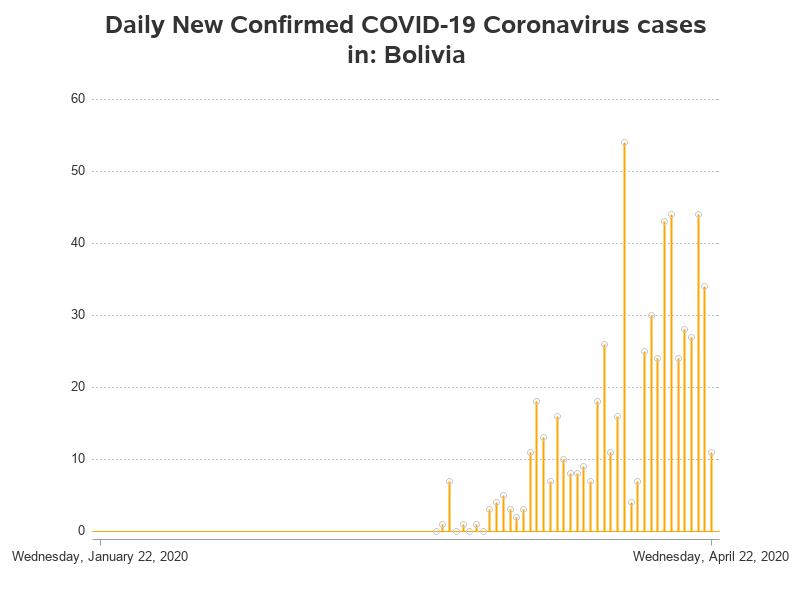 Daily New Confirmed COVID-19 Coronavirus cases
in: Bolivia
60
50
40
30
20
10
0
Wednesday, January 22, 2020 Wednesday, April 22, 2020